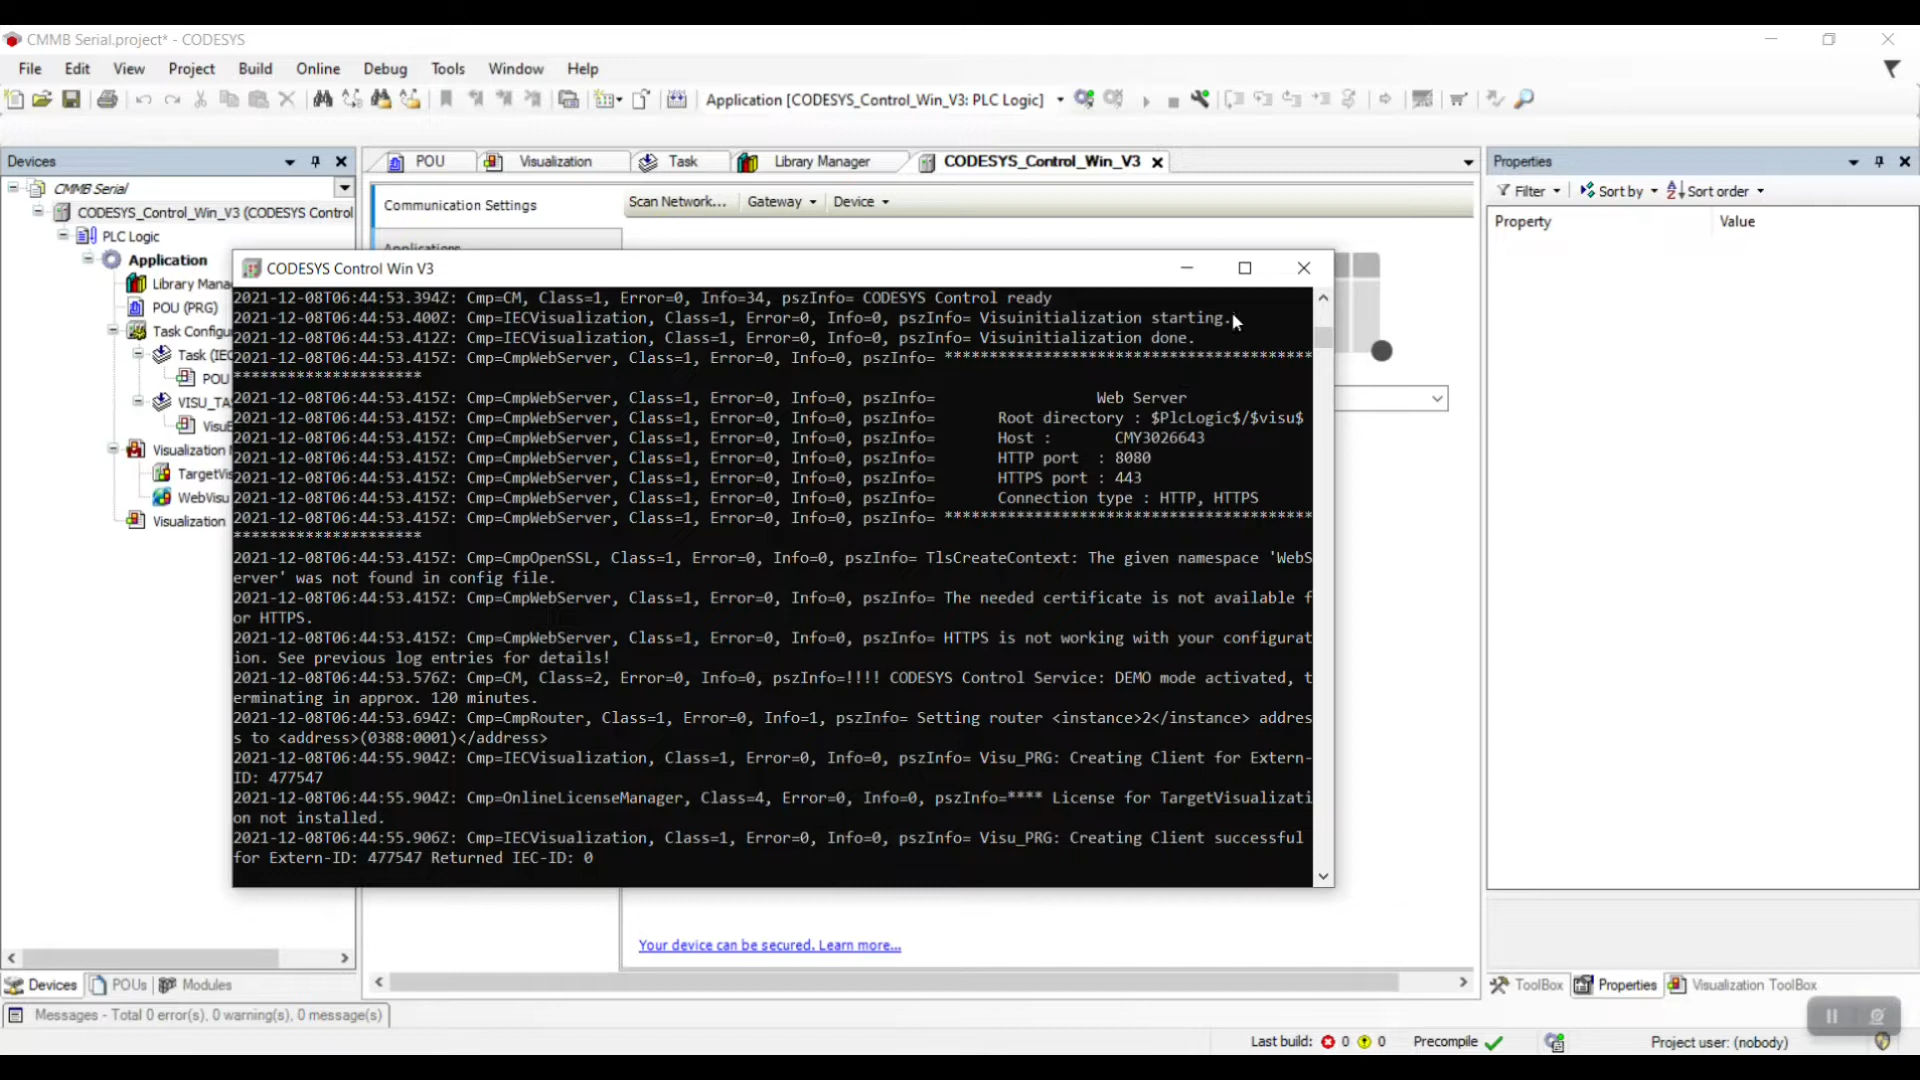 CMMB Serial.project* - CODESYS
File Edit View Project Build Online Debug Tools Window Help
Application [CODESYS_Control_Win_V3: PLC Logic]
Devices
POU
Visualization
Task
Library Manager
CODESYS_Control_Win_V3
Properties
CMMB Serial
CODESYS_Control_Win_V3 (CODESYS Control
PLC Logic
Application
Library Mana
POU (PRG)
Task Configu
Task (IEC
POU
VISU_TA
VisuE
Visualization
TargetVis
WebVisu
Visualization
Communication Settings
Applications
Scan Network... Gateway Device
Filter Sort by Sort order
Property Value
CODESYS Control Win V3
2021-12-08T06:44:53.394Z: Cmp=CM, Class=1, Error=0, Info=34, pszInfo= CODESYS Control ready
2021-12-08T06:44:53.400Z: Cmp=IECVisualization, Class=1, Error=0, Info=0, pszInfo= Visuinitialization starting.
2021-12-08T06:44:53.412Z: Cmp=IECVisualization, Class=1, Error=0, Info=0, pszInfo= Visuinitialization done.
2021-12-08T06:44:53.415Z: Cmp=CmpWebServer, Class=1, Error=0, Info=0, pszInfo= *****************************************
*********************
2021-12-08T06:44:53.415Z: Cmp=CmpWebServer, Class=1, Error=0, Info=0, pszInfo= Web Server
2021-12-08T06:44:53.415Z: Cmp=CmpWebServer, Class=1, Error=0, Info=0, pszInfo= Root directory : $PlcLogic$/$visu$
2021-12-08T06:44:53.415Z: Cmp=CmpWebServer, Class=1, Error=0, Info=0, pszInfo= Host : CMY3026643
2021-12-08T06:44:53.415Z: Cmp=CmpWebServer, Class=1, Error=0, Info=0, pszInfo= HTTP port : 8080
2021-12-08T06:44:53.415Z: Cmp=CmpWebServer, Class=1, Error=0, Info=0, pszInfo= HTTPS port : 443
2021-12-08T06:44:53.415Z: Cmp=CmpWebServer, Class=1, Error=0, Info=0, pszInfo= Connection type : HTTP, HTTPS
2021-12-08T06:44:53.415Z: Cmp=CmpWebServer, Class=1, Error=0, Info=0, pszInfo= *****************************************
*********************
2021-12-08T06:44:53.415Z: Cmp=CmpOpenSSL, Class=1, Error=0, Info=0, pszInfo= TlsCreateContext: The given namespace 'WebS
erver' was not found in config file.
2021-12-08T06:44:53.415Z: Cmp=CmpWebServer, Class=1, Error=0, Info=0, pszInfo= The needed certificate is not available f
or HTTPS.
2021-12-08T06:44:53.415Z: Cmp=CmpWebServer, Class=1, Error=0, Info=0, pszInfo= HTTPS is not working with your configurat
ion. See previous log entries for details!
2021-12-08T06:44:53.576Z: Cmp=CM, Class=2, Error=0, Info=0, pszInfo=!!!! CODESYS Control Service: DEMO mode activated, t
erminating in approx. 120 minutes.
2021-12-08T06:44:53.694Z: Cmp=CmpRouter, Class=1, Error=0, Info=1, pszInfo= Setting router <instance>2</instance> addres
s to <address>(0388:0001)</address>
2021-12-08T06:44:55.904Z: Cmp=IECVisualization, Class=1, Error=0, Info=0, pszInfo= Visu_PRG: Creating Client for Extern-
ID: 477547
2021-12-08T06:44:55.904Z: Cmp=OnlineLicenseManager, Class=4, Error=0, Info=0, pszInfo=**** License for TargetVisualizati
on not installed.
2021-12-08T06:44:55.906Z: Cmp=IECVisualization, Class=1, Error=0, Info=0, pszInfo= Visu_PRG: Creating Client successful
for Extern-ID: 477547 Returned IEC-ID: 0
Your device can be secured. Learn more...
Devices POUs Modules
ToolBox Properties Visualization ToolBox
Messages - Total 0 error(s), 0 warning(s), 0 message(s)
Last build: 0 0 Precompile Project user: (nobody)